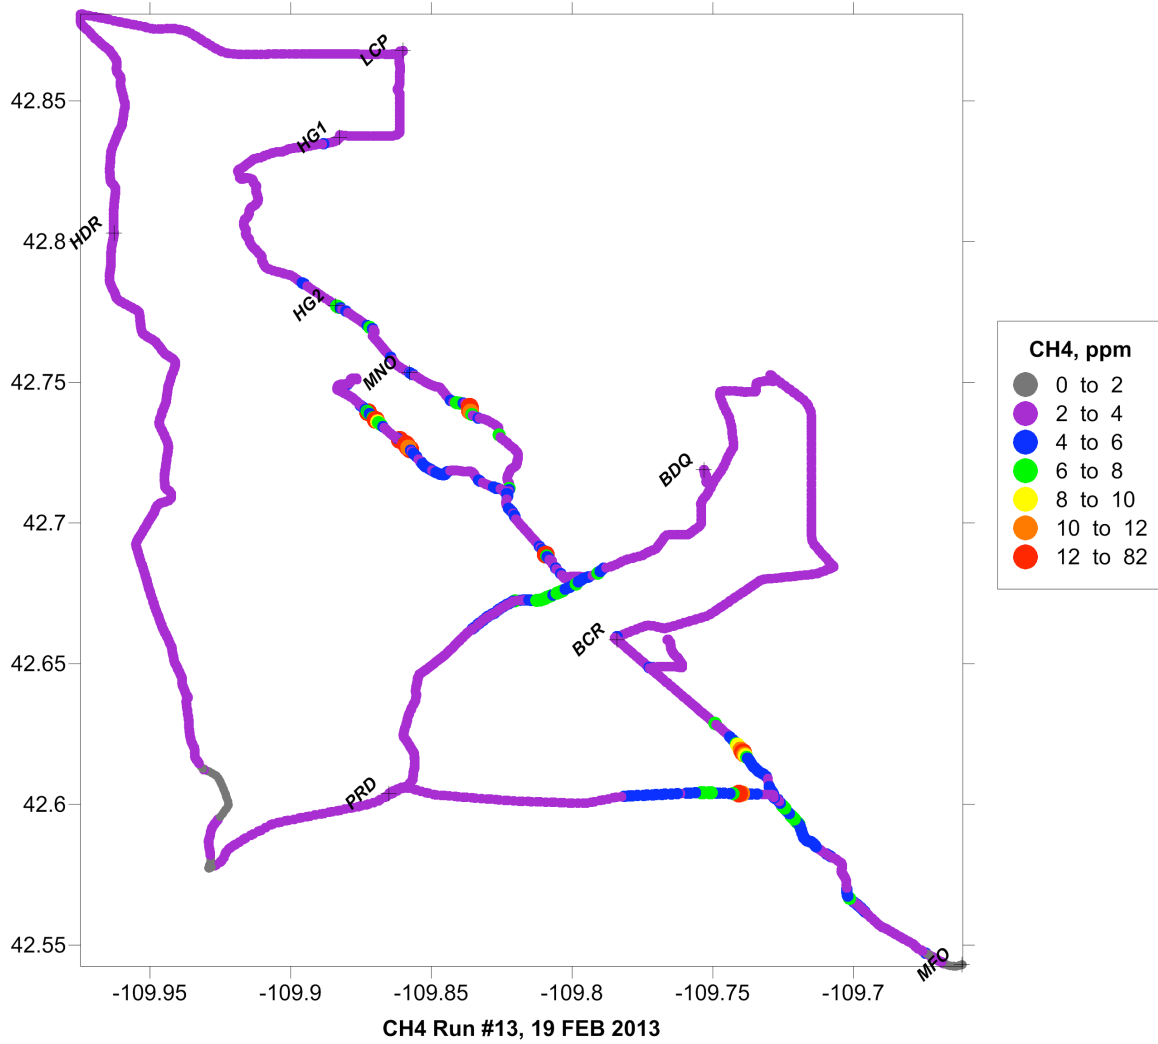 42.85
42.8
42.75
42.7
42.65
42.6
42.55
LCP
HG1
HDR
HG2
MNO
BDQ
BCR
PRD
MFO
-109.95
-109.9
-109.85
-109.8
-109.75
-109.7
CH4 Run #13, 19 FEB 2013
CH4, ppm
0 to 2
2 to 4
4 to 6
6 to 8
8 to 10
10 to 12
12 to 82